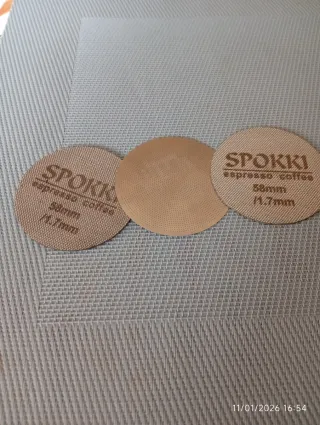 SPOKKI
espresso coffee
58mm
/1.7mm
SPOKKI
espresso coffee
58mm
/1.7mm
11/01/2026 16:54